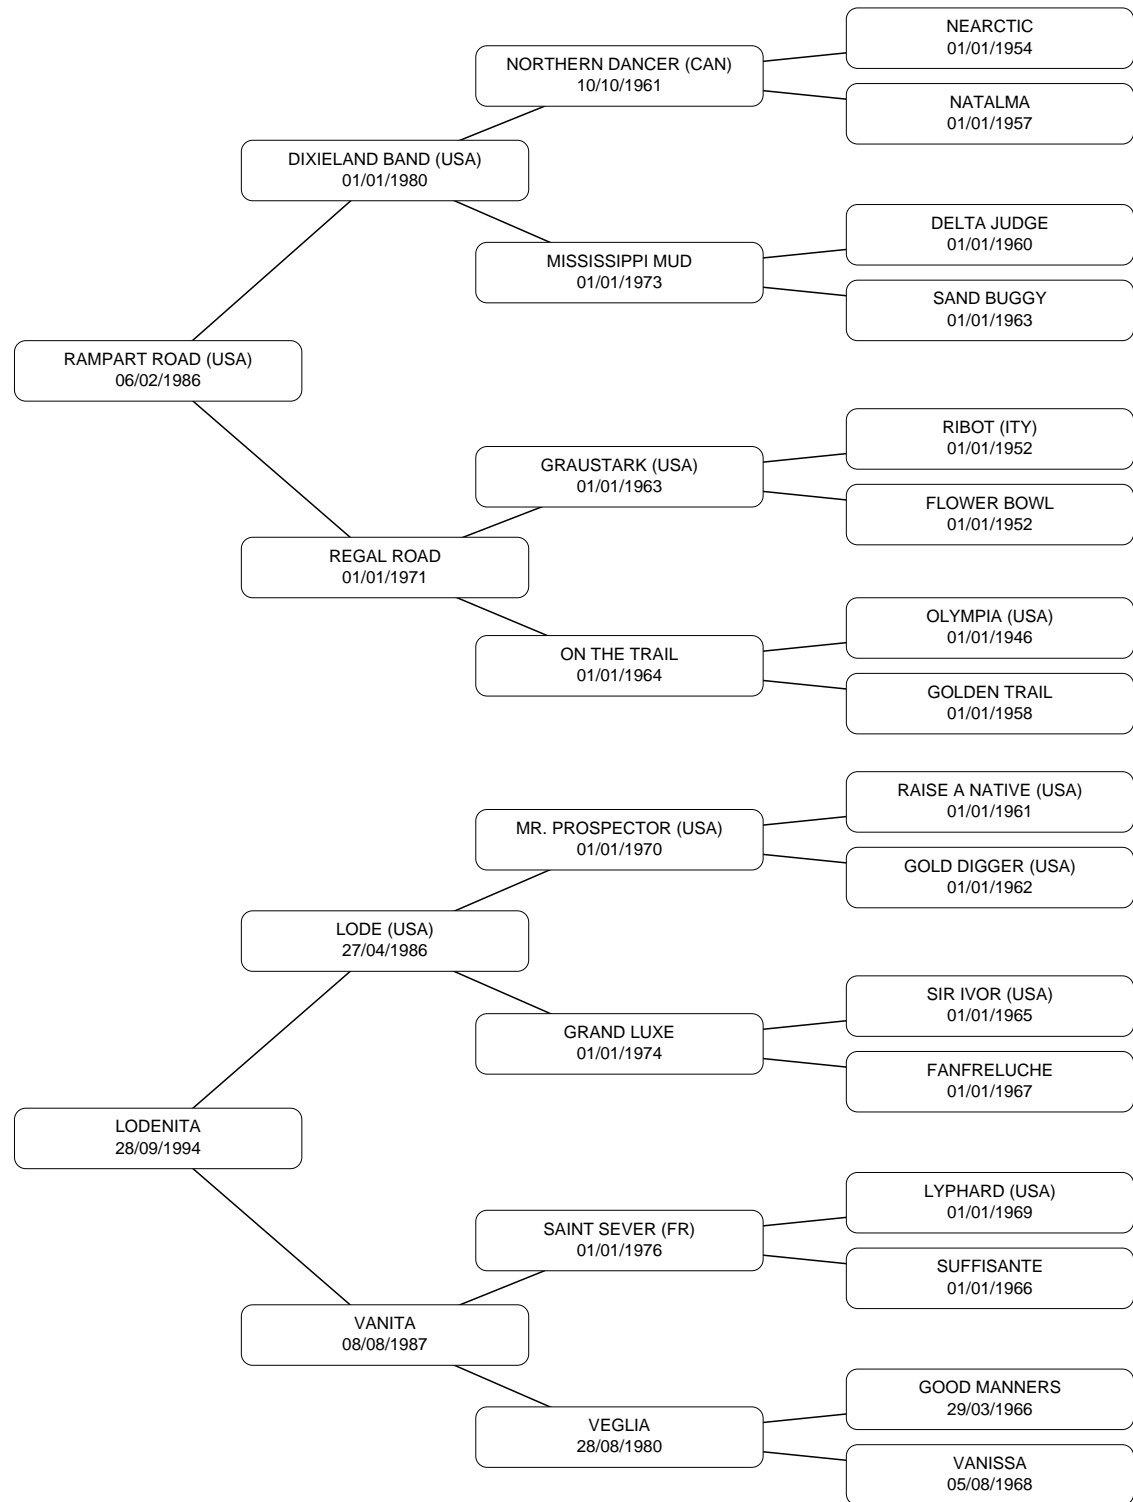 NEARCTIC
01/01/1954
NORTHERN DANCER (CAN)
10/10/1961
NATALMA
01/01/1957
DIXIELAND BAND (USA)
01/01/1980
DELTA JUDGE
01/01/1960
MISSISSIPPI MUD
01/01/1973
SAND BUGGY
01/01/1963
RAMPART ROAD (USA)
06/02/1986
RIBOT (ITY)
01/01/1952
GRAUSTARK (USA)
01/01/1963
FLOWER BOWL
01/01/1952
REGAL ROAD
01/01/1971
OLYMPIA (USA)
01/01/1946
ON THE TRAIL
01/01/1964
GOLDEN TRAIL
01/01/1958
RAISE A NATIVE (USA)
01/01/1961
MR. PROSPECTOR (USA)
01/01/1970
GOLD DIGGER (USA)
01/01/1962
LODE (USA)
27/04/1986
SIR IVOR (USA)
01/01/1965
GRAND LUXE
01/01/1974
FANFRELUCHE
01/01/1967
LODENITA
28/09/1994
LYPHARD (USA)
01/01/1969
SAINT SEVER (FR)
01/01/1976
SUFFISANTE
01/01/1966
VANITA
08/08/1987
GOOD MANNERS
29/03/1966
VEGLIA
28/08/1980
VANISSA
05/08/1968